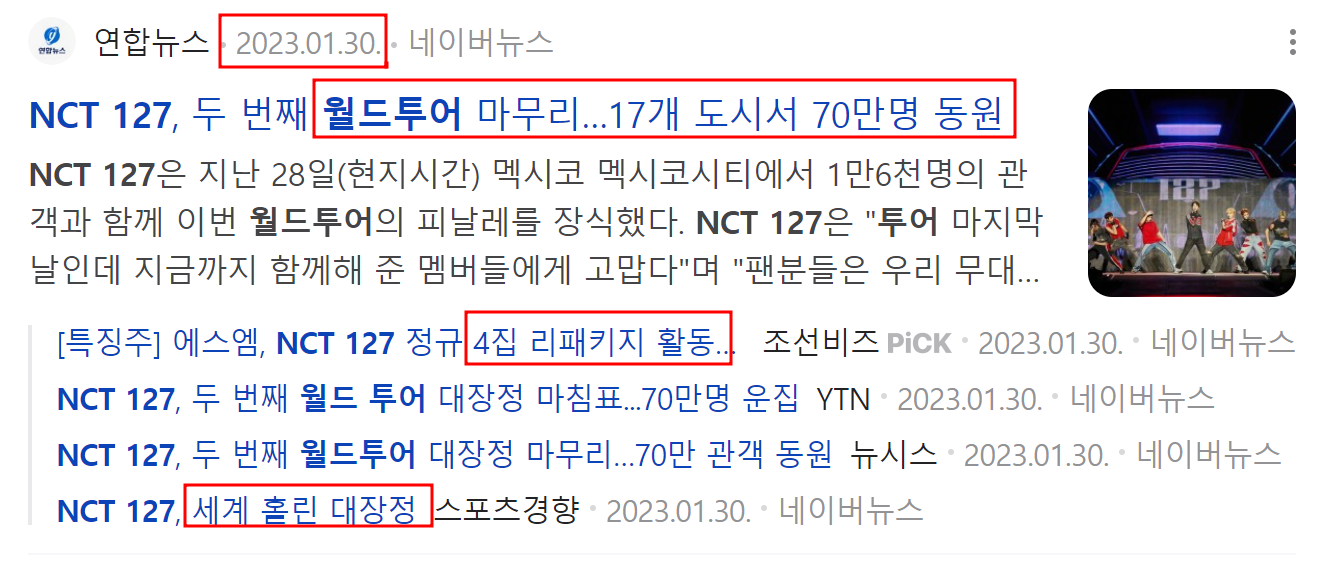 연합뉴스 연합뉴스 · 2023.01.30. · 네이버뉴스
NCT 127, 두 번째 월드투어 마무리...17개 도시서 70만명 동원
NCT 127은 지난 28일(현지시간) 멕시코 멕시코시티에서 1만6천명의 관
객과 함께 이번 월드투어의 피날레를 장식했다. NCT 127은 "투어 마지막
날인데 지금까지 함께해 준 멤버들에게 고맙다"며 "팬분들은 우리 무대...
127
[특징주] 에스엠, NCT 127 정규 4집 리패키지 활동... 조선비즈 PiCK · 2023.01.30. · 네이버뉴스
NCT 127, 두 번째 월드 투어 대장정 마침표...70만명 운집 YTN · 2023.01.30. · 네이버뉴스
NCT 127, 두 번째 월드투어 대장정 마무리...70만 관객 동원 뉴시스 · 2023.01.30. · 네이버뉴스
NCT 127, 세계 홀린 대장정 스포츠경향 · 2023.01.30. · 네이버뉴스